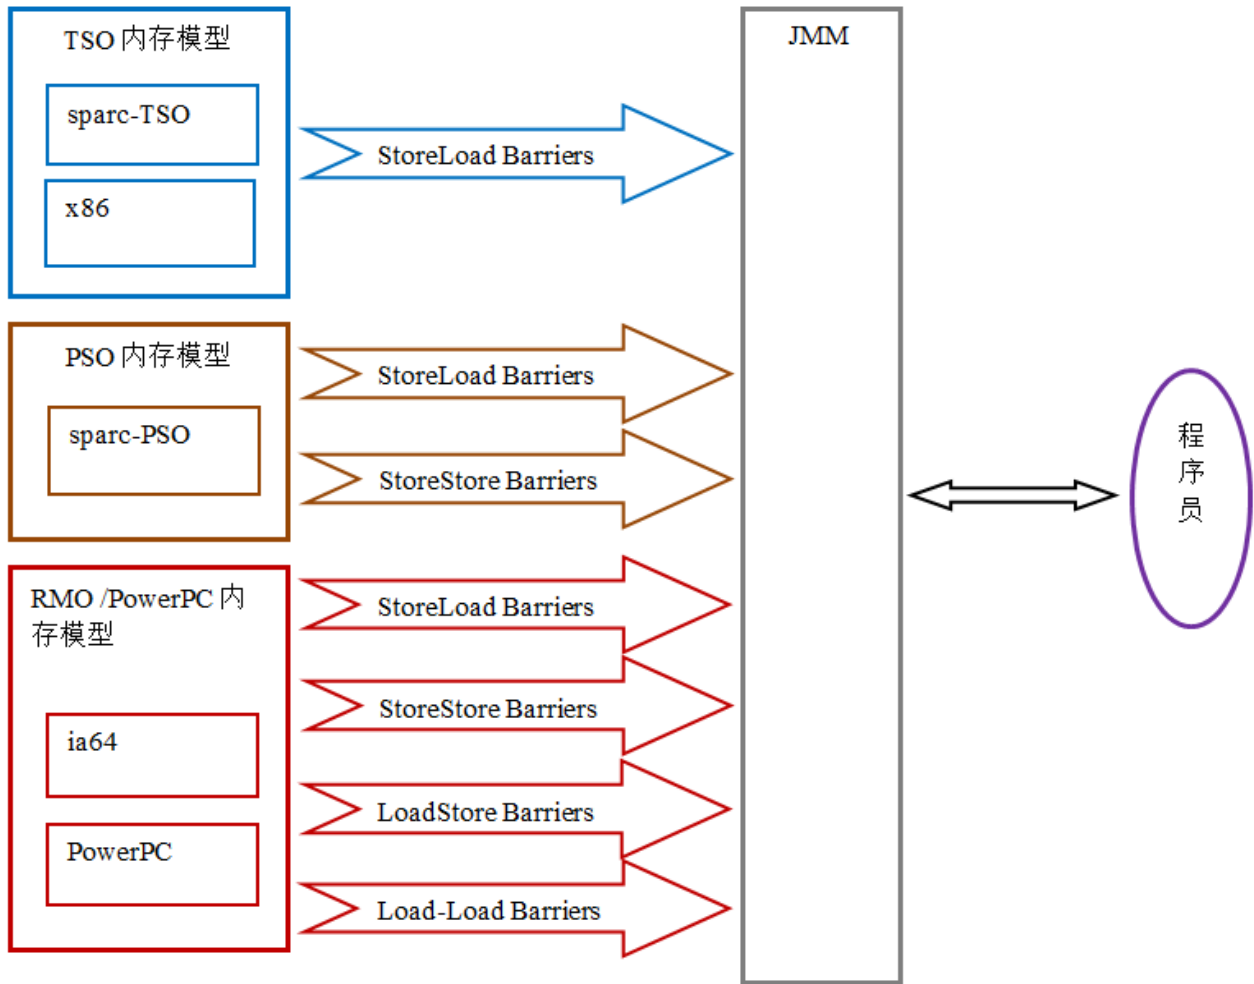 TSO 内存模型
sparc-TSO
x86
StoreLoad Barriers
PSO 内存模型
sparc-PSO
StoreLoad Barriers
StoreStore Barriers
RMO /PowerPC 内
存模型
ia64
PowerPC
StoreLoad Barriers
StoreStore Barriers
LoadStore Barriers
Load-Load Barriers
JMM
程
序
员